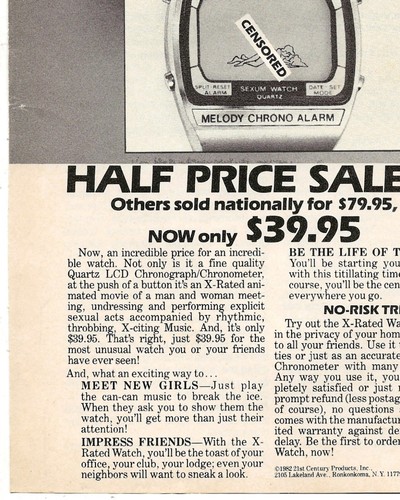 CENSORED
SPLIT·RESET
ALARM
SEXUM WATCH
QUARTZ
DATE·SET
MODE
MELODY CHRONO ALARM
HALF PRICE SALE
Others sold nationally for $79.95,
NOW only $39.95
Now, an incredible price for an incredi-
ble watch. Not only is it a fine quality
Quartz LCD Chronograph/Chronometer,
at the push of a button it's an X-Rated ani-
mated movie of a man and woman meet-
ing, undressing and performing explicit
sexual acts accompanied by rhythmic,
throbbing, X-citing Music. And, it's only
$39.95. That's right, just $39.95 for the
most unusual watch you or your friends
have ever seen!
And, what an exciting way to...
MEET NEW GIRLS—Just play
the can-can music to break the ice.
When they ask you to show them the
watch, you'll get more than just their
attention!
IMPRESS FRIENDS—With the X-
Rated Watch, you'll be the toast of your
office, your club, your lodge; even your
neighbors will want to sneak a look.
BE THE LIFE OF T
You'll be starting you
with this titillating time
course, you'll be the cen
everywhere you go.
NO-RISK TRI
Try out the X-Rated Wa
in the privacy of your hom
to all your friends. Use it
ties or just as an accurate
Chronometer with many
Any way you use it, you
pletely satisfied or just r
prompt refund (less postag
of course), no questions
comes with the manufactur
ited warranty against de
delay. Be the first to order
Watch, now!
©1982 21st Century Products, Inc.,
2105 Lakeland Ave., Ronkonkoma, N.Y. 1177